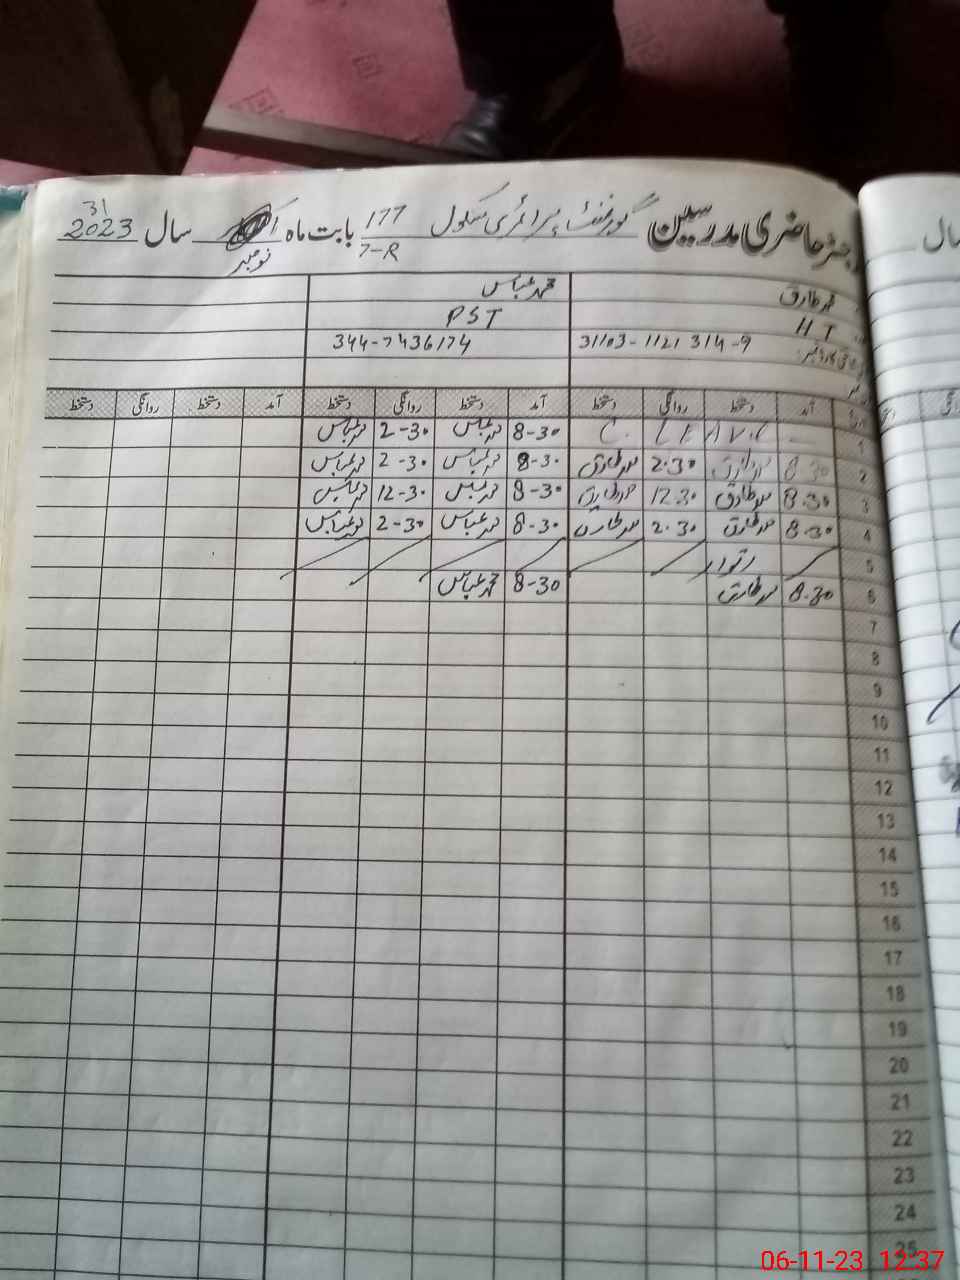 رجسٹر حاضری مدرسین گورنمنٹ پرائمری سکول 177/7-R بابت ماہ نومبر سال 2023
31
محمد طارق محمد عباس
HT PST
31103-1121314-9 344-7436174
آمد دستخط روانگی دستخط آمد دستخط روانگی دستخط آمد دستخط روانگی دستخط
1 8-30 محمد عباس 2-30 محمد عباس
2 8-30 محمد طارق 2.30 محمد طارق 8-30 محمد عباس 2-30 محمد عباس
3 8.30 محمد طارق 12.30 محمد طارق 8-30 محمد عباس 12-30 محمد عباس
4 8.30 محمد طارق 2.30 محمد طارق 8-30 محمد عباس 2-30 محمد عباس
5 اتوار
6 8.30 محمد طارق 8-30 محمد عباس
7
8
9
10
11
12
13
14
15
16
17
18
19
20
21
22
23
24
25
سال
06-11-23 12:37